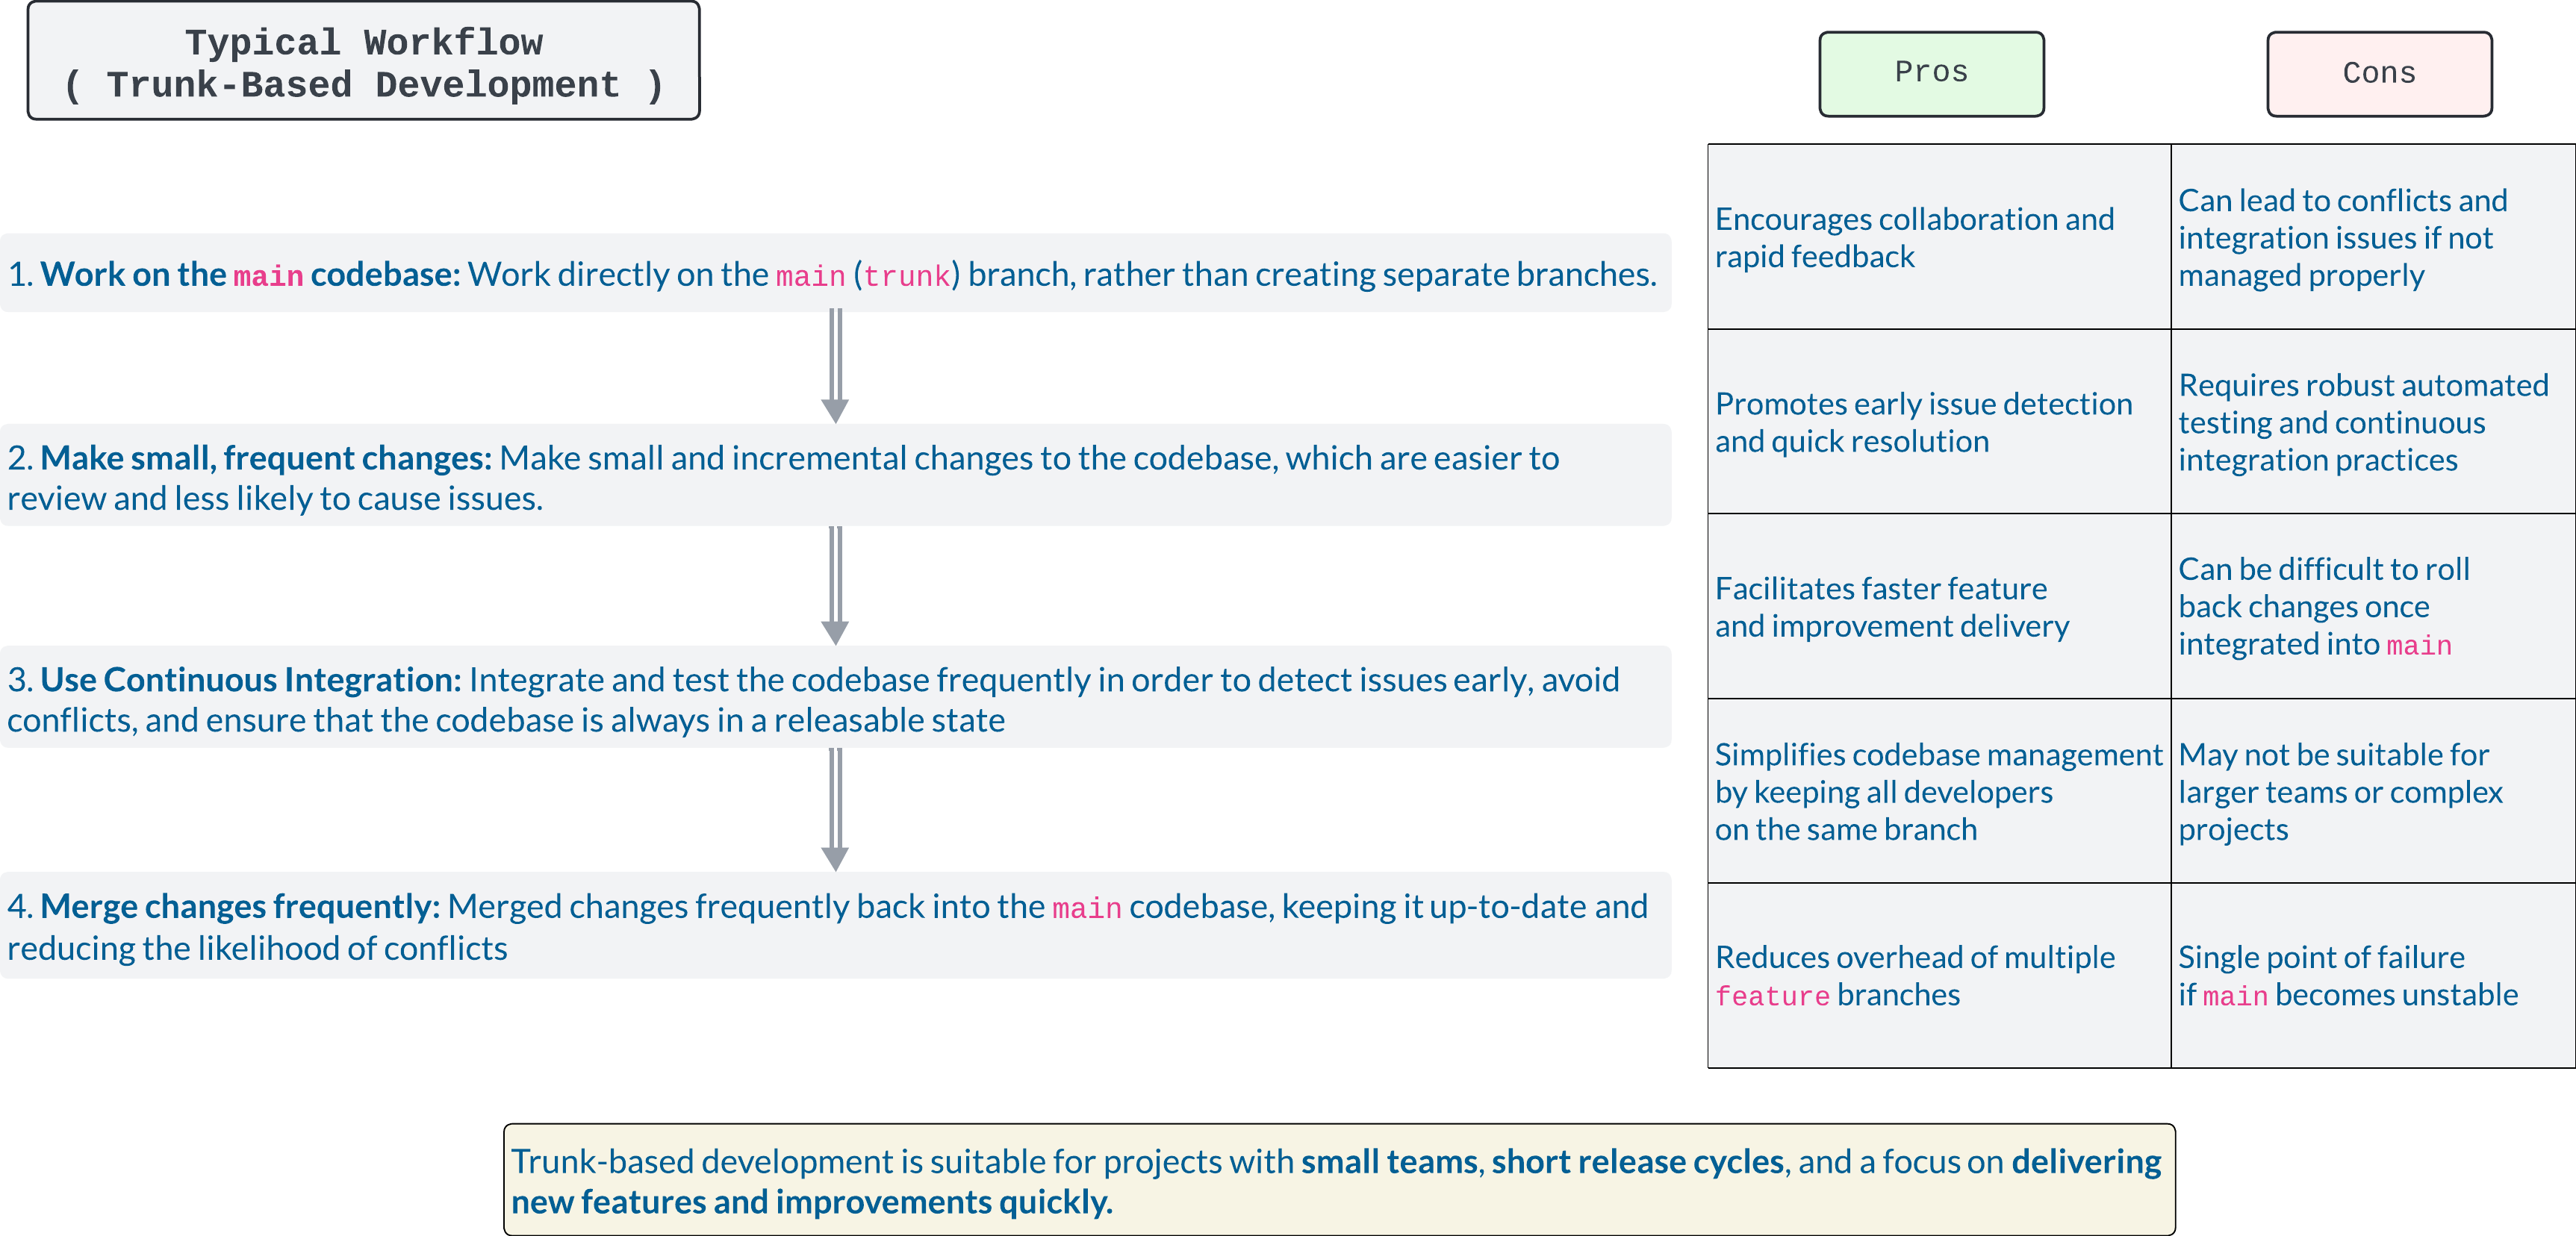 Typical Workflow
( Trunk-Based Development )
1. Work on the main codebase: Work directly on the main (trunk) branch, rather than creating separate branches.
2. Make small, frequent changes: Make small and incremental changes to the codebase, which are easier to
review and less likely to cause issues.
3. Use Continuous Integration: Integrate and test the codebase frequently in order to detect issues early, avoid
conflicts, and ensure that the codebase is always in a releasable state
4. Merge changes frequently: Merged changes frequently back into the main codebase, keeping it up-to-date and
reducing the likelihood of conflicts
Pros
Cons
Encourages collaboration and
rapid feedback
Can lead to conflicts and
integration issues if not
managed properly
Promotes early issue detection
and quick resolution
Requires robust automated
testing and continuous
integration practices
Facilitates faster feature
and improvement delivery
Can be difficult to roll
back changes once
integrated into main
Simplifies codebase management
by keeping all developers
on the same branch
May not be suitable for
larger teams or complex
projects
Reduces overhead of multiple
feature branches
Single point of failure
if main becomes unstable
Trunk-based development is suitable for projects with small teams, short release cycles, and a focus on delivering
new features and improvements quickly.